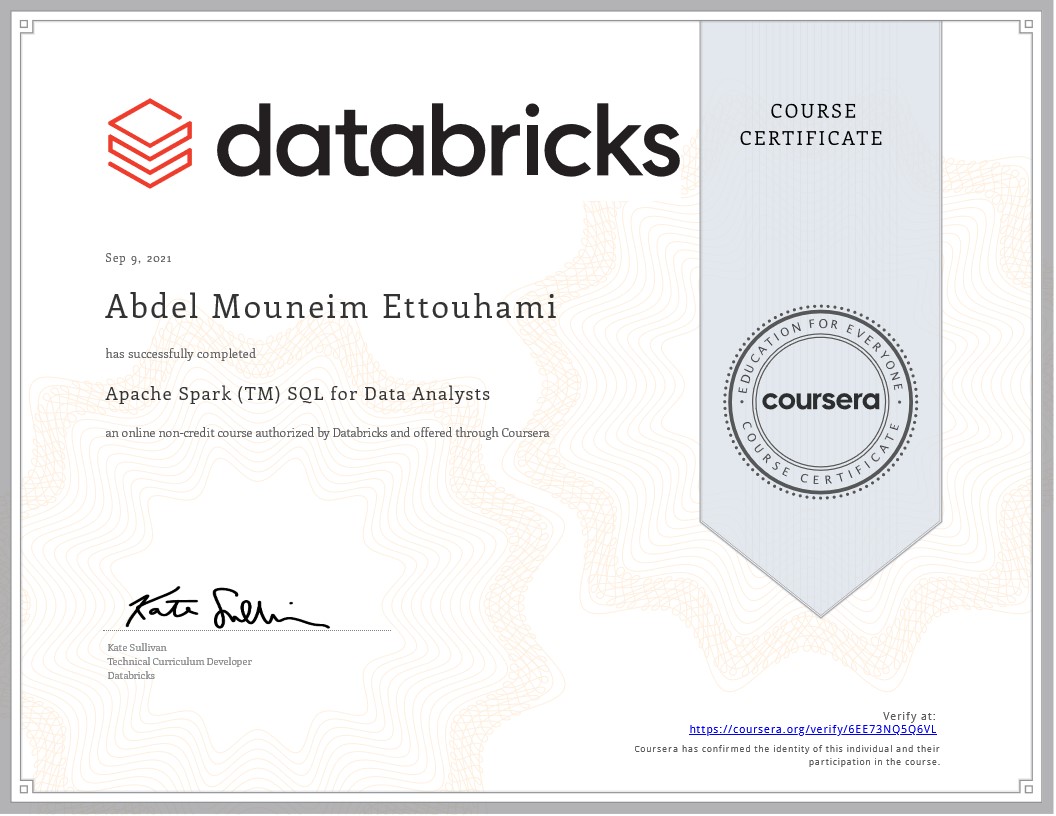 databricks
COURSE
CERTIFICATE
Sep 9, 2021
Abdel Mouneim Ettouhami
has successfully completed
Apache Spark (TM) SQL for Data Analysts
an online non-credit course authorized by Databricks and offered through Coursera
EDUCATION FOR EVERYONE
coursera
COURSE CERTIFICATE
Kate Sullivan
Kate Sullivan
Technical Curriculum Developer
Databricks
Verify at:
https://coursera.org/verify/6EE73NQ5Q6VL
Coursera has confirmed the identity of this individual and their
participation in the course.